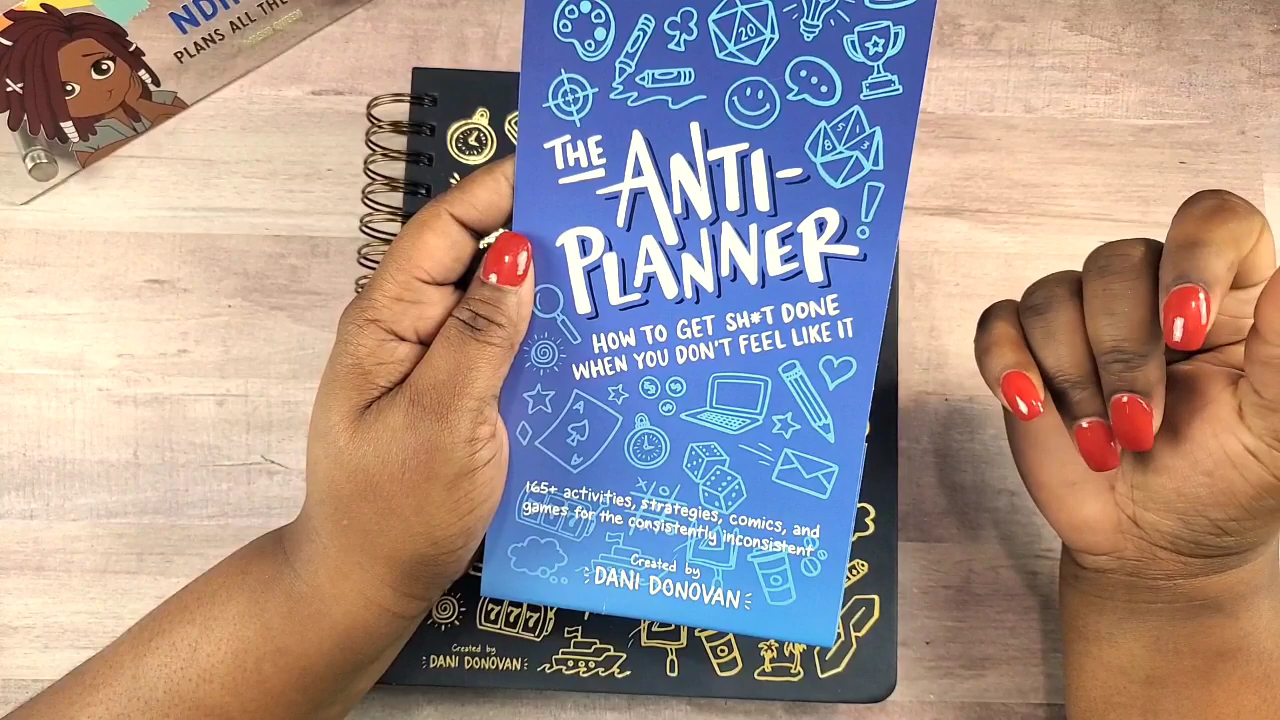 PLANS ALL THE
20
THE
ANTI-
PLANNER
HOW TO GET SH*T DONE
WHEN YOU DON'T FEEL LIKE IT
A
A
165+ activities, strategies, comics, and
games for the consistently inconsistent
Created by
DANI DONOVAN
777
Created by
DANI DONOVAN